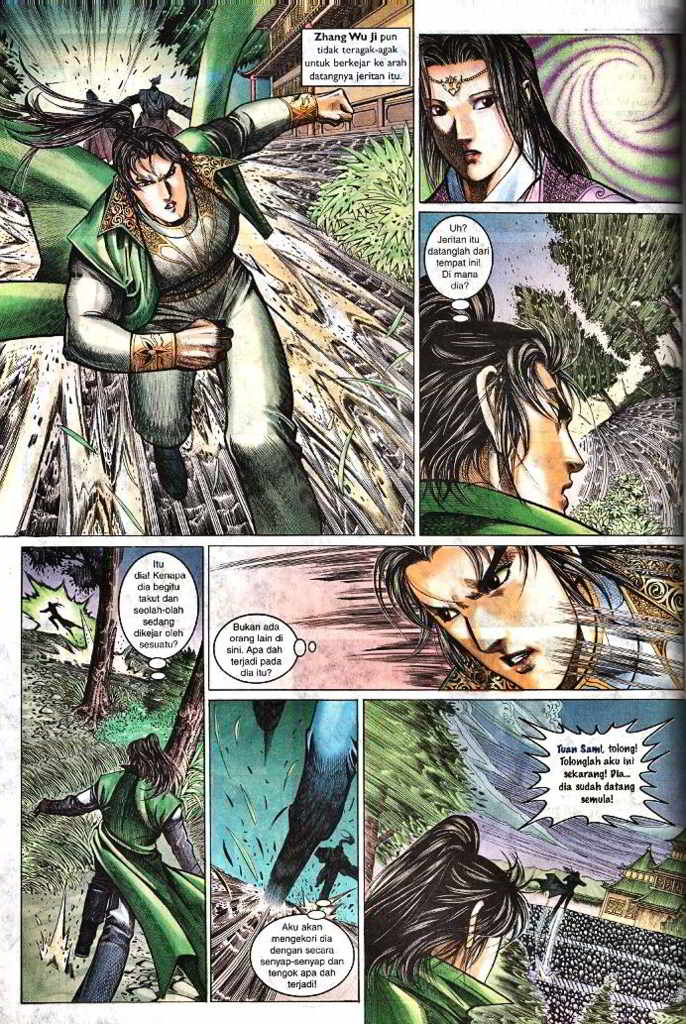 Zhang Wu Ji pun
tidak teragak-agak
untuk berkejar ke arah
datangnya jeritan itu.
Uh?
Jeritan itu
datanglah dari
tempat ini!
Di mana
dia?
Itu
dia! Kenapa
dia begitu
takut dan
seolah-olah
sedang
dikejar oleh
sesuatu?
Bukan ada
orang lain di
sini. Apa dah
terjadi pada
dia itu?
Aku akan
mengekori dia
dengan secara
senyap-senyap dan
tengok apa dah
terjadi!
Tuan Sami, tolong!
Tolonglah aku ini
sekarang! Dia...
dia sudah datang
semula!